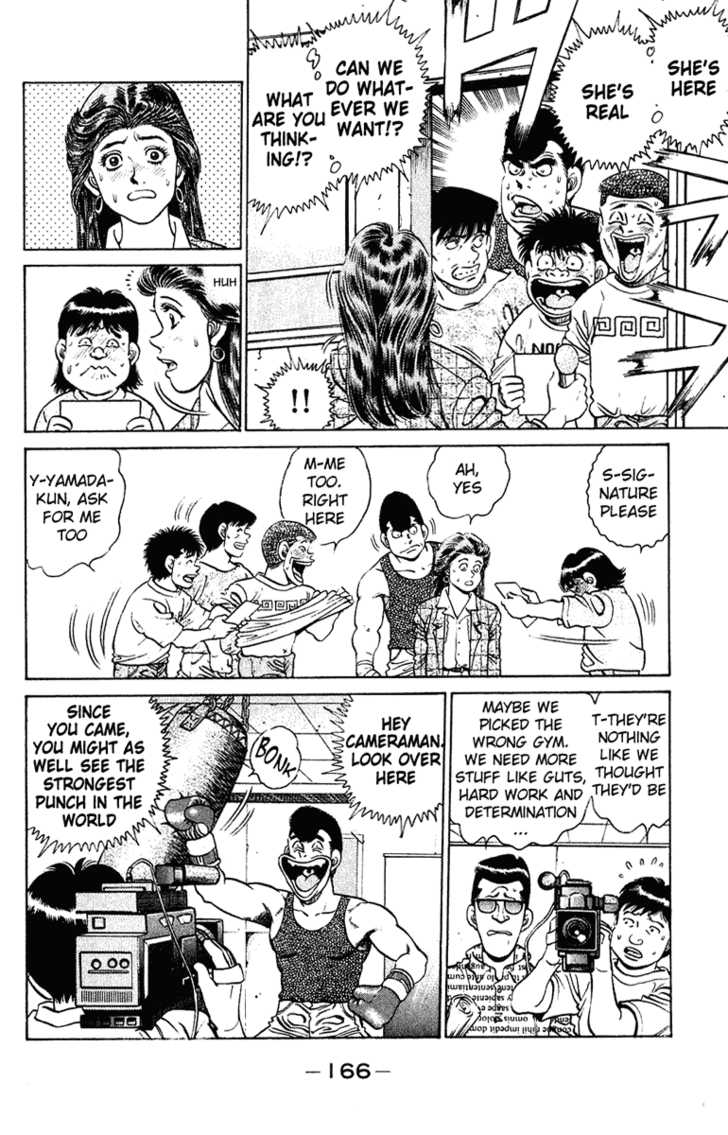 SHE'S
HERE
SHE'S
REAL
CAN WE
DO WHAT-
EVER WE
WANT!?
WHAT
ARE YOU
THINK-
ING!?
!!
HUH
S-SIG-
NATURE
PLEASE
AH,
YES
M-ME
TOO.
RIGHT
HERE
Y-YAMADA-
KUN, ASK
FOR ME
TOO
T-THEY'RE
NOTHING
LIKE WE
THOUGHT
THEY'D BE
MAYBE WE
PICKED THE
WRONG GYM.
WE NEED MORE
STUFF LIKE GUTS,
HARD WORK AND
DETERMINATION
...
HEY
CAMERAMAN.
LOOK OVER
HERE
BONK
SINCE
YOU CAME,
YOU MIGHT AS
WELL SEE THE
STRONGEST
PUNCH IN THE
WORLD
—166—